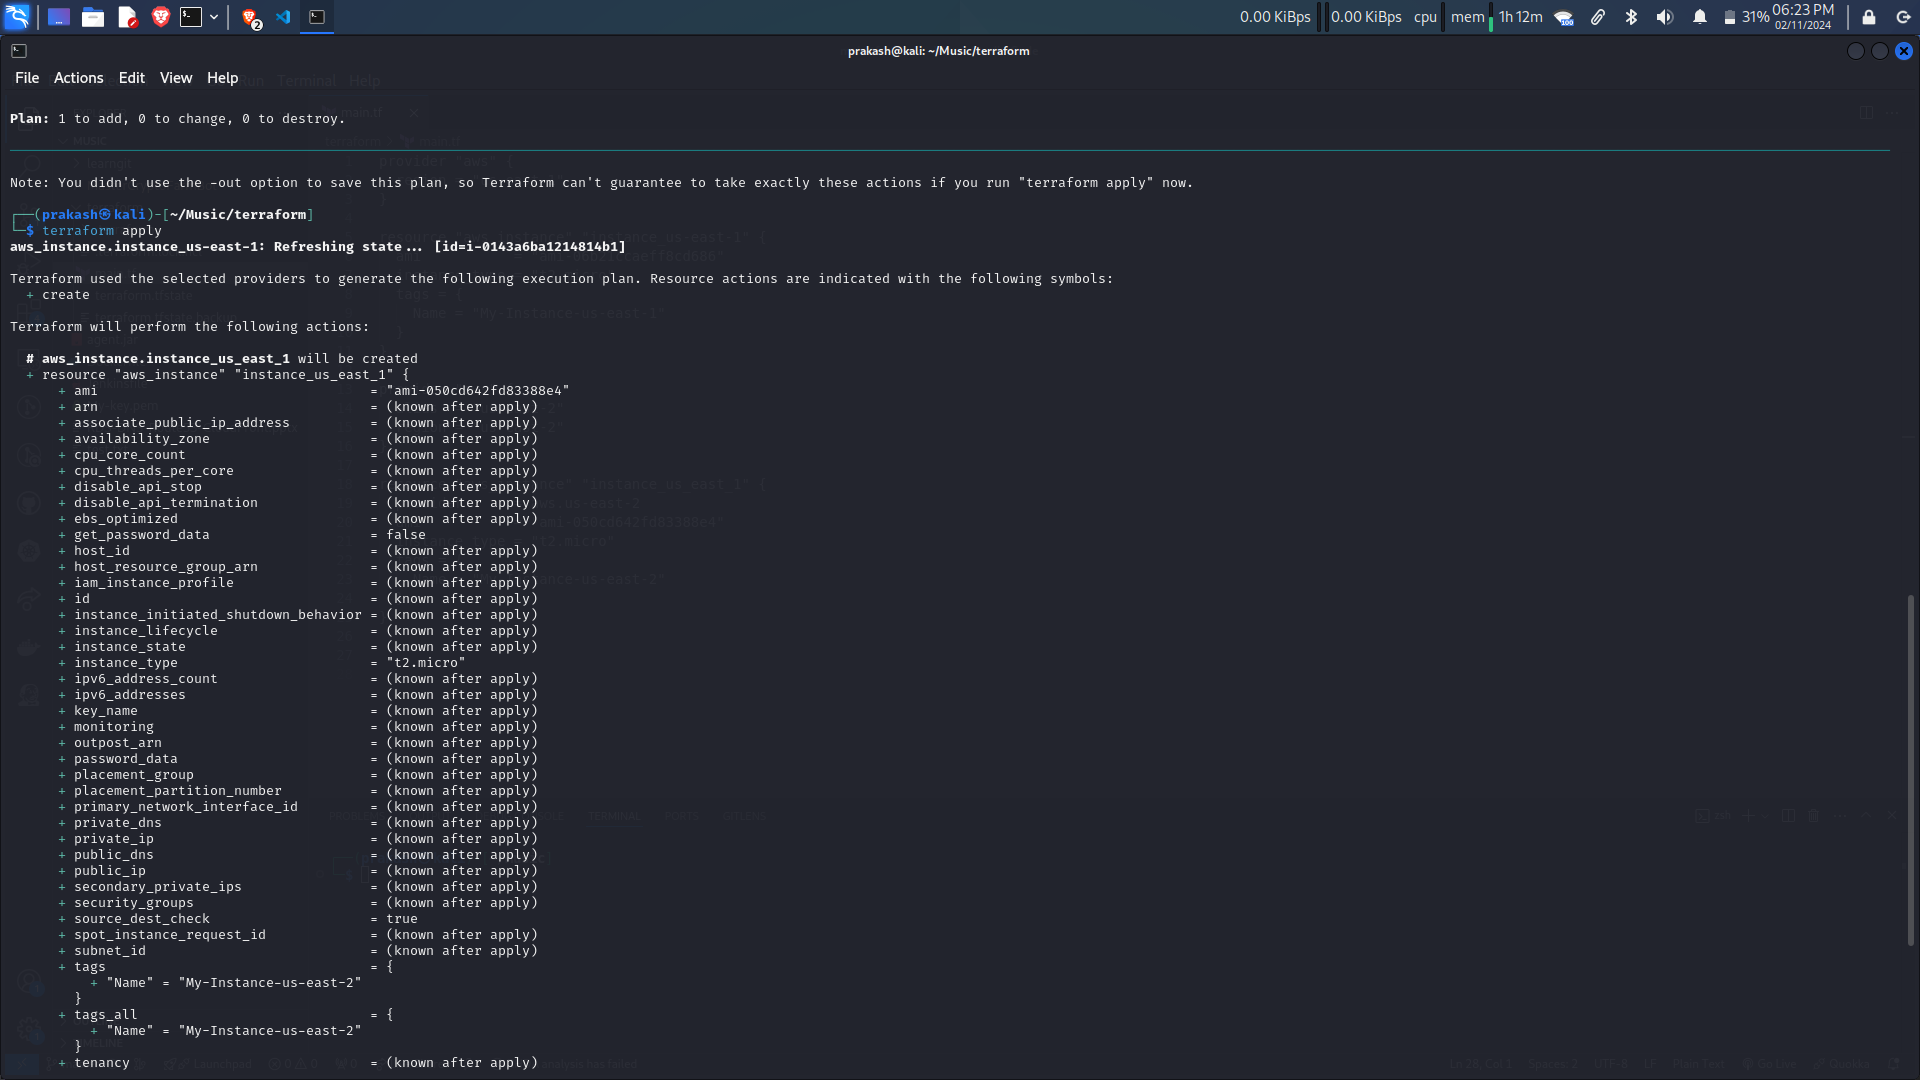 2
0.00 KiBps 0.00 KiBps cpu mem 1h 12m 100 31% 06:23 PM
02/11/2024
prakash@kali: ~/Music/terraform
File Actions Edit View Help
Plan: 1 to add, 0 to change, 0 to destroy.
Note: You didn't use the -out option to save this plan, so Terraform can't guarantee to take exactly these actions if you run "terraform apply" now.
┌──(prakash㉿kali)-[~/Music/terraform]
└─$ terraform apply
aws_instance.instance_us-east-1: Refreshing state... [id=i-0143a6ba1214814b1]
Terraform used the selected providers to generate the following execution plan. Resource actions are indicated with the following symbols:
+ create
Terraform will perform the following actions:
# aws_instance.instance_us_east_1 will be created
+ resource "aws_instance" "instance_us_east_1" {
+ ami = "ami-050cd642fd83388e4"
+ arn = (known after apply)
+ associate_public_ip_address = (known after apply)
+ availability_zone = (known after apply)
+ cpu_core_count = (known after apply)
+ cpu_threads_per_core = (known after apply)
+ disable_api_stop = (known after apply)
+ disable_api_termination = (known after apply)
+ ebs_optimized = (known after apply)
+ get_password_data = false
+ host_id = (known after apply)
+ host_resource_group_arn = (known after apply)
+ iam_instance_profile = (known after apply)
+ id = (known after apply)
+ instance_initiated_shutdown_behavior = (known after apply)
+ instance_lifecycle = (known after apply)
+ instance_state = (known after apply)
+ instance_type = "t2.micro"
+ ipv6_address_count = (known after apply)
+ ipv6_addresses = (known after apply)
+ key_name = (known after apply)
+ monitoring = (known after apply)
+ outpost_arn = (known after apply)
+ password_data = (known after apply)
+ placement_group = (known after apply)
+ placement_partition_number = (known after apply)
+ primary_network_interface_id = (known after apply)
+ private_dns = (known after apply)
+ private_ip = (known after apply)
+ public_dns = (known after apply)
+ public_ip = (known after apply)
+ secondary_private_ips = (known after apply)
+ security_groups = (known after apply)
+ source_dest_check = true
+ spot_instance_request_id = (known after apply)
+ subnet_id = (known after apply)
+ tags = {
+ "Name" = "My-Instance-us-east-2"
}
+ tags_all = {
+ "Name" = "My-Instance-us-east-2"
}
+ tenancy = (known after apply)